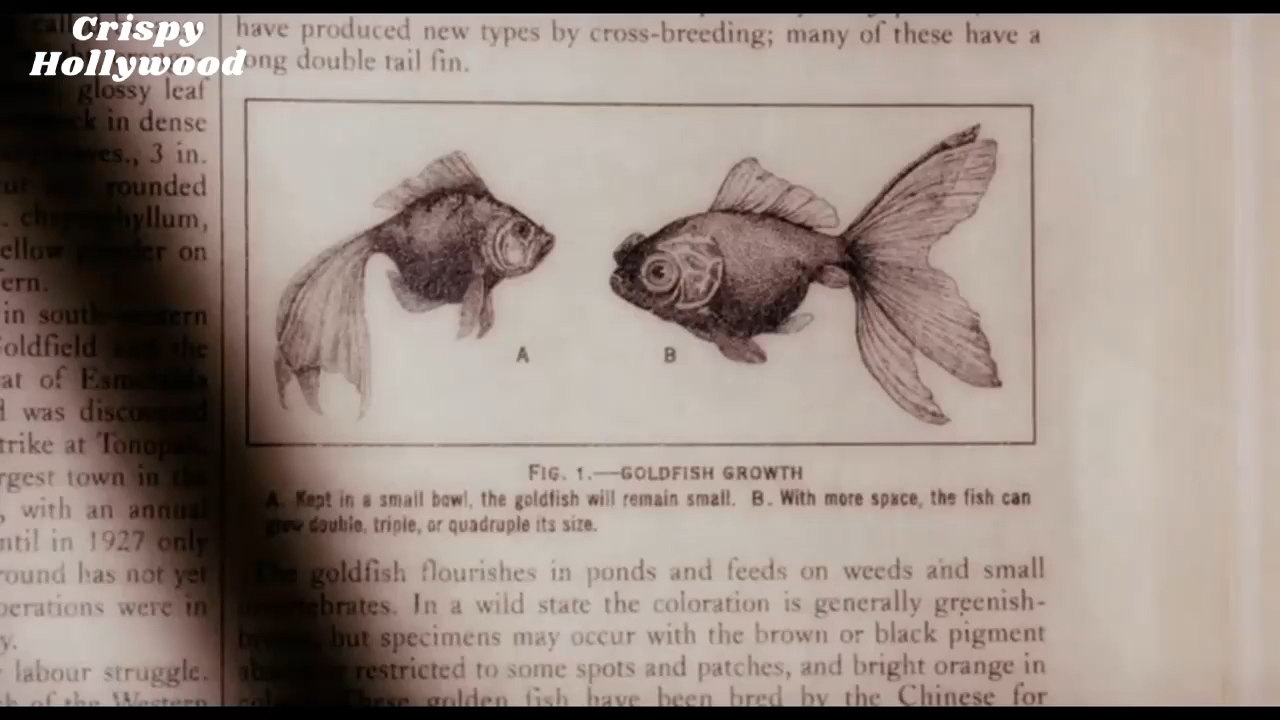 Crispy
Hollywood
glossy leaf
in dense
3 in.
rounded
ellow powder on
ern.
in south-western
oldfield and the
at of Esmeralda
d was discovered
trike at Tonopah.
rgest town in the
, with an annual
ntil in 1927 only
round has not yet
perations were in
y.
labour struggle.
of the Western
have produced new types by cross-breeding; many of these have a
ong double tail fin.
A
B
FIG. 1.—GOLDFISH GROWTH
A. Kept in a small bowl, the goldfish will remain small. B. With more space, the fish can
grow double, triple, or quadruple its size.
The goldfish flourishes in ponds and feeds on weeds and small
invertebrates. In a wild state the coloration is generally greenish-
brown, but specimens may occur with the brown or black pigment
absent or restricted to some spots and patches, and bright orange in
These golden fish have been bred by the Chinese for